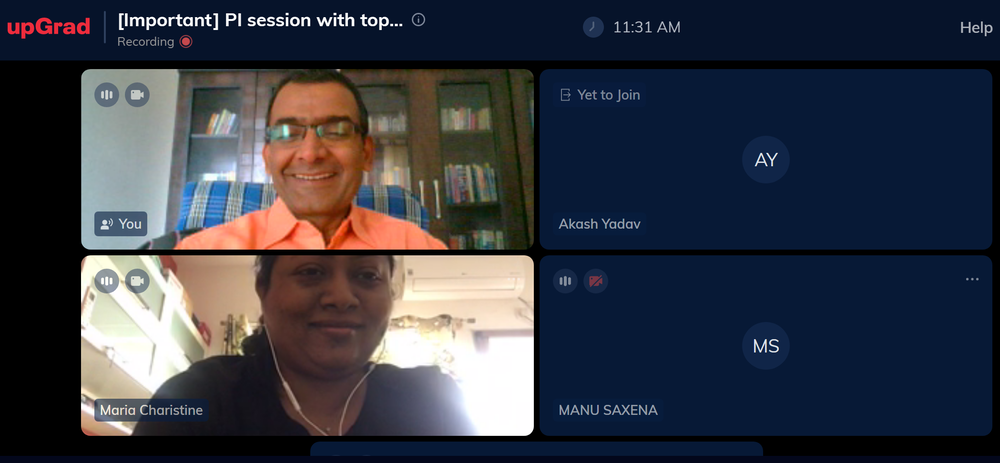 upGrad
[Important] PI session with top...
Recording
11:31 AM
Help
You
Yet to Join
AY
Akash Yadav
Maria Charistine
MS
MANU SAXENA